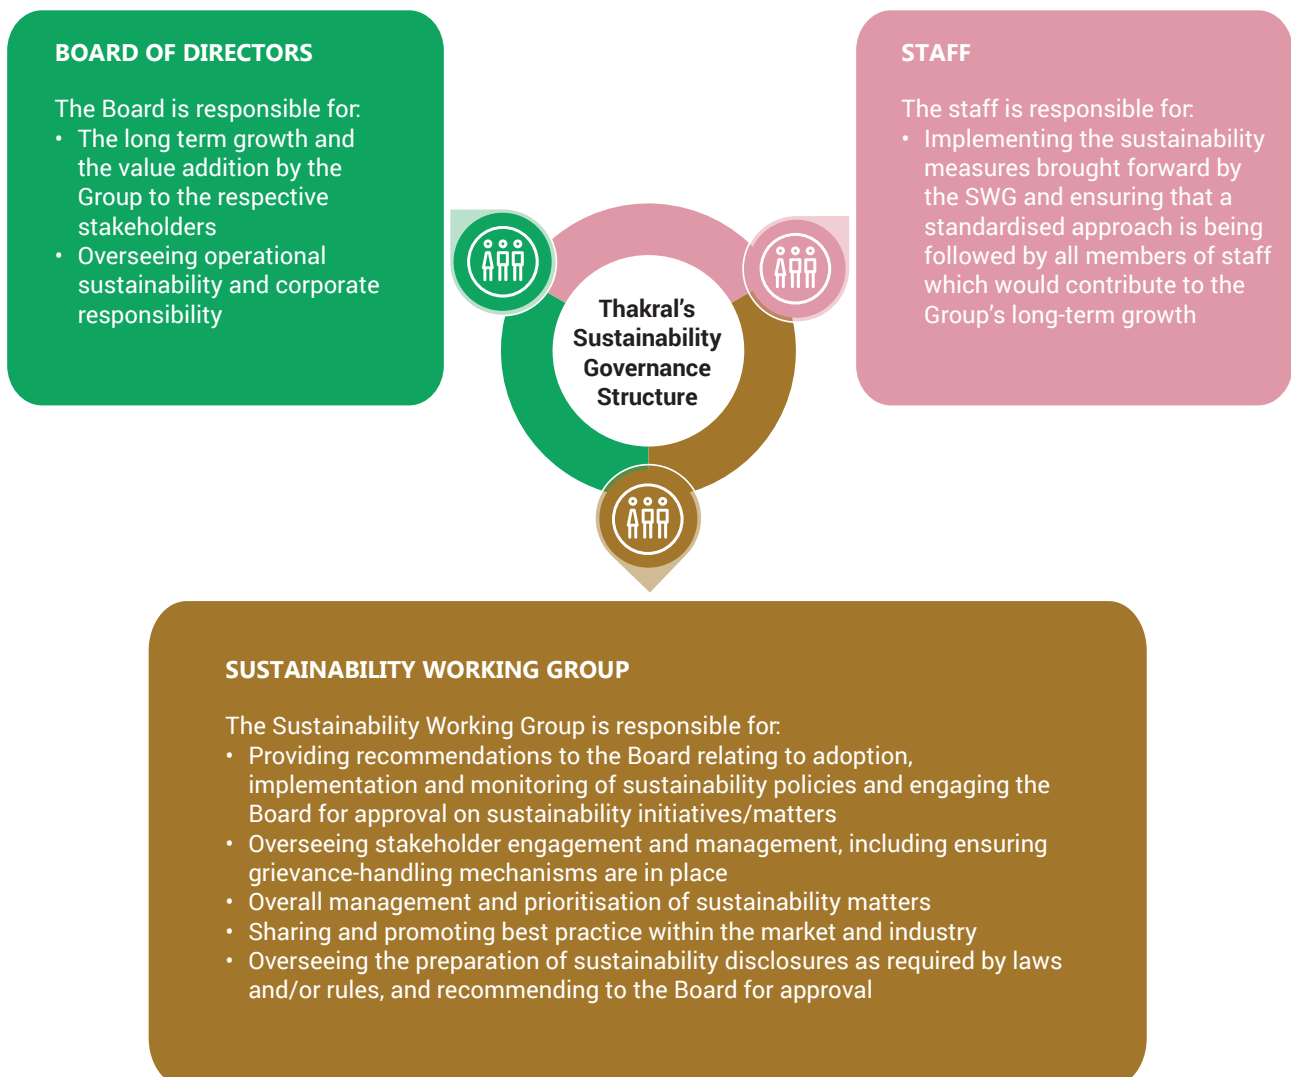 BOARD OF DIRECTORS
The Board is responsible for:
• The long term growth and
the value addition by the
Group to the respective
stakeholders
• Overseeing operational
sustainability and corporate
responsibility
STAFF
The staff is responsible for:
• Implementing the sustainability
measures brought forward by
the SWG and ensuring that a
standardised approach is being
followed by all members of staff
which would contribute to the
Group's long-term growth
Thakral's
Sustainability
Governance
Structure
SUSTAINABILITY WORKING GROUP
The Sustainability Working Group is responsible for:
• Providing recommendations to the Board relating to adoption,
implementation and monitoring of sustainability policies and engaging the
Board for approval on sustainability initiatives/matters
• Overseeing stakeholder engagement and management, including ensuring
grievance-handling mechanisms are in place
• Overall management and prioritisation of sustainability matters
• Sharing and promoting best practice within the market and industry
• Overseeing the preparation of sustainability disclosures as required by laws
and/or rules, and recommending to the Board for approval